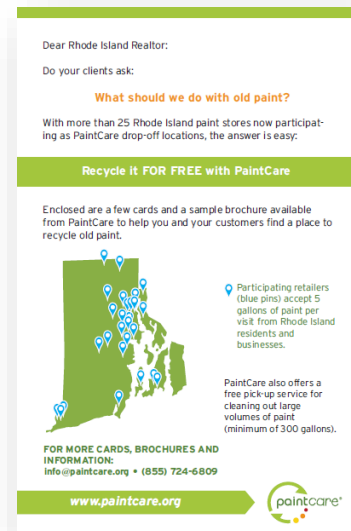 Dear Rhode Island Realtor:
Do your clients ask:
What should we do with old paint?
With more than 25 Rhode Island paint stores now participat-
ing as PaintCare drop-off locations, the answer is easy:
Recycle it FOR FREE with PaintCare
Enclosed are a few cards and a sample brochure available
from PaintCare to help you and your customers find a place to
recycle old paint.
Participating retailers
(blue pins) accept 5
gallons of paint per
visit from Rhode Island
residents and
businesses.
PaintCare also offers a
free pick-up service for
cleaning out large
volumes of paint
(minimum of 300 gallons).
FOR MORE CARDS, BROCHURES AND
INFORMATION:
info@paintcare.org • (855) 724-6809
www.paintcare.org
paintcare®